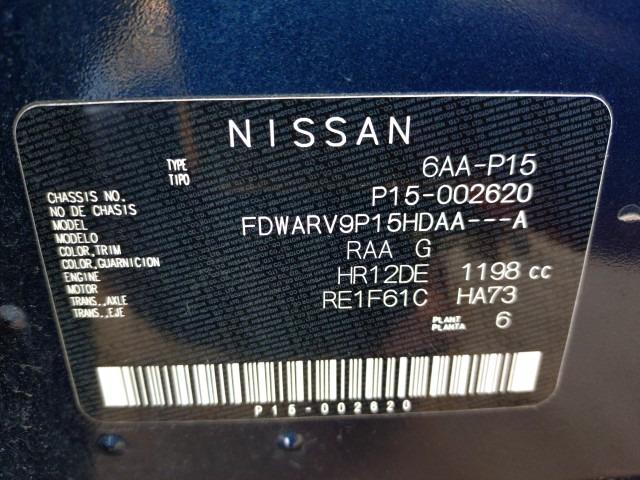 NISSAN
TYPE 6AA-P15
TIPO
CHASSIS NO. P15-002620
NO DE CHASIS
MODEL FDWARV9P15HDAA---A
MODELO
COLOR,TRIM RAA G
COLOR,GUARNICION
ENGINE HR12DE 1198 cc
MOTOR
TRANS.,AXLE RE1F61C HA73
TRANS.,EJE
PLANT 6
PLANTA
P15-002620